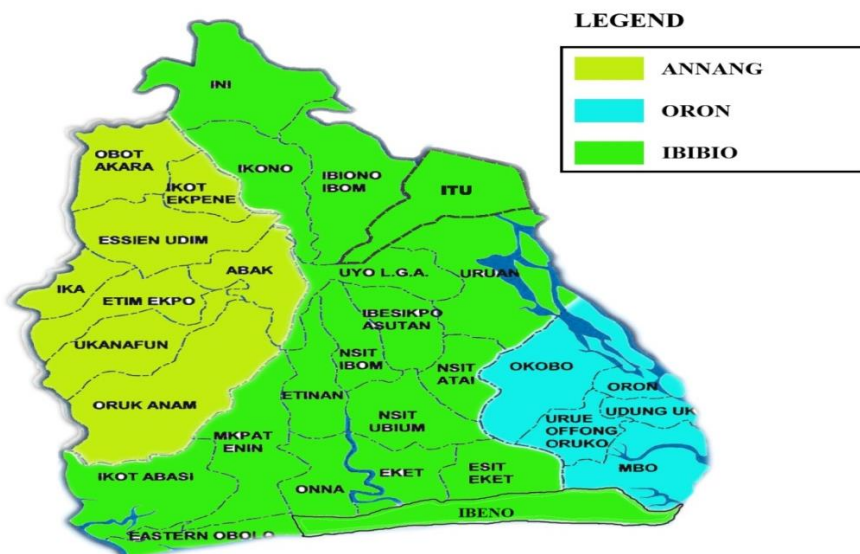 LEGEND
ANNANG
ORON
IBIBIO
INI
OBOT
AKARA
IKOT
EKPENE
IKONO
IBIONO
IBOM
ITU
ESSIEN UDIM
ABAK
UYO L.G.A.
URUAN
IKA
ETIM EKPO
IBESIKPO
ASUTAN
UKANAFUN
NSIT
IBOM
NSIT
ATAI
OKOBO
ORON
ORUK ANAM
ETINAN
NSIT
UBIUM
URUE
OFFONG
ORUKO
UDUNG UK
MKPAT
ENIN
MBO
IKOT ABASI
ONNA
EKET
ESIT
EKET
IBENO
EASTERN OBOLO